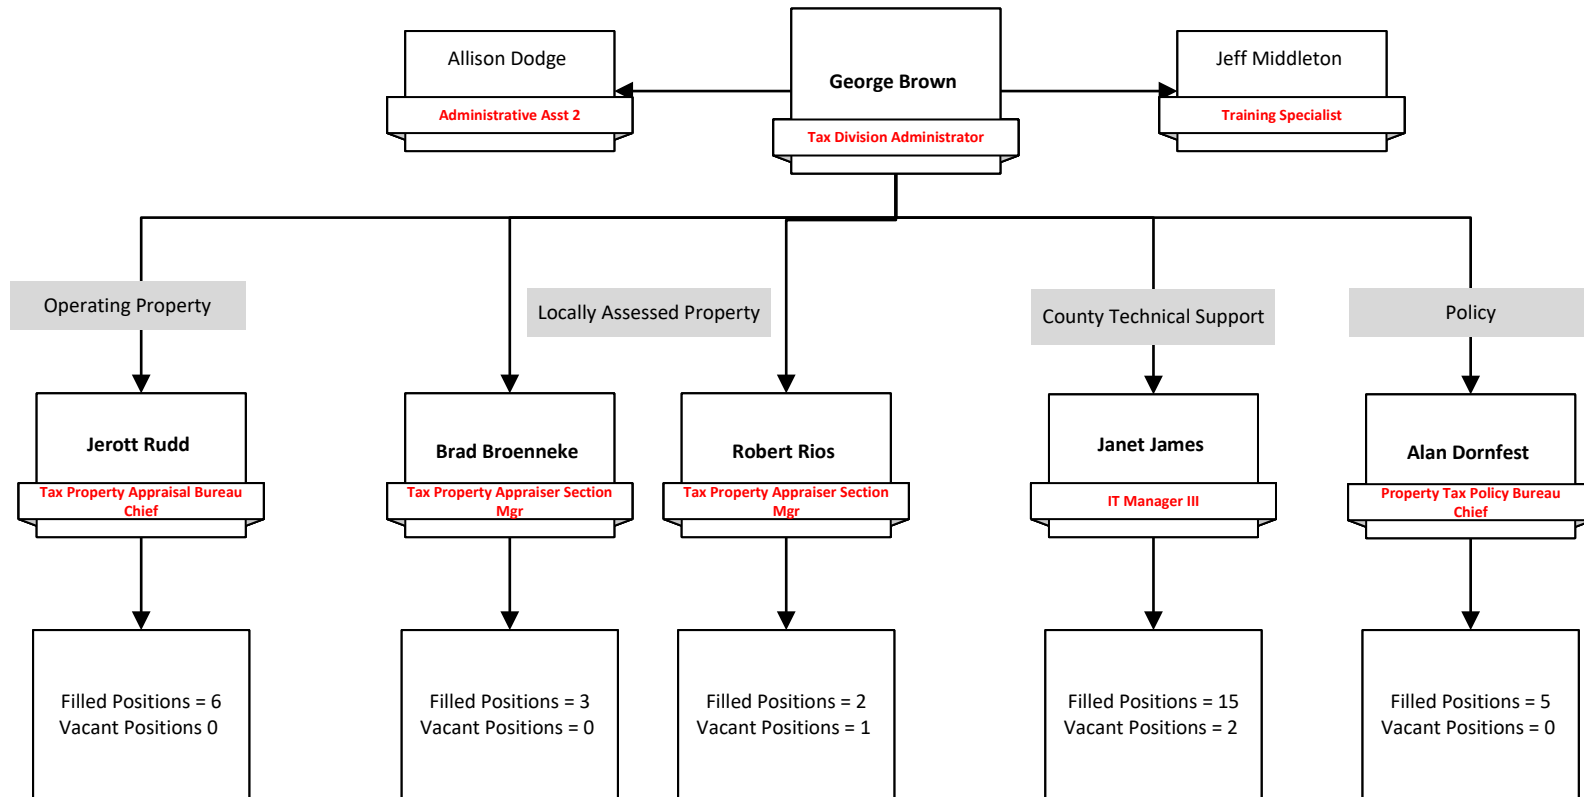 Allison Dodge
Administrative Asst 2
George Brown
Tax Division Administrator
Jeff Middleton
Training Specialist
Operating Property
Locally Assessed Property
County Technical Support
Policy
Jerott Rudd
Tax Property Appraisal Bureau
Chief
Brad Broenneke
Tax Property Appraiser Section
Mgr
Robert Rios
Tax Property Appraiser Section
Mgr
Janet James
IT Manager III
Alan Dornfest
Property Tax Policy Bureau
Chief
Filled Positions = 6
Vacant Positions 0
Filled Positions = 3
Vacant Positions = 0
Filled Positions = 2
Vacant Positions = 1
Filled Positions = 15
Vacant Positions = 2
Filled Positions = 5
Vacant Positions = 0